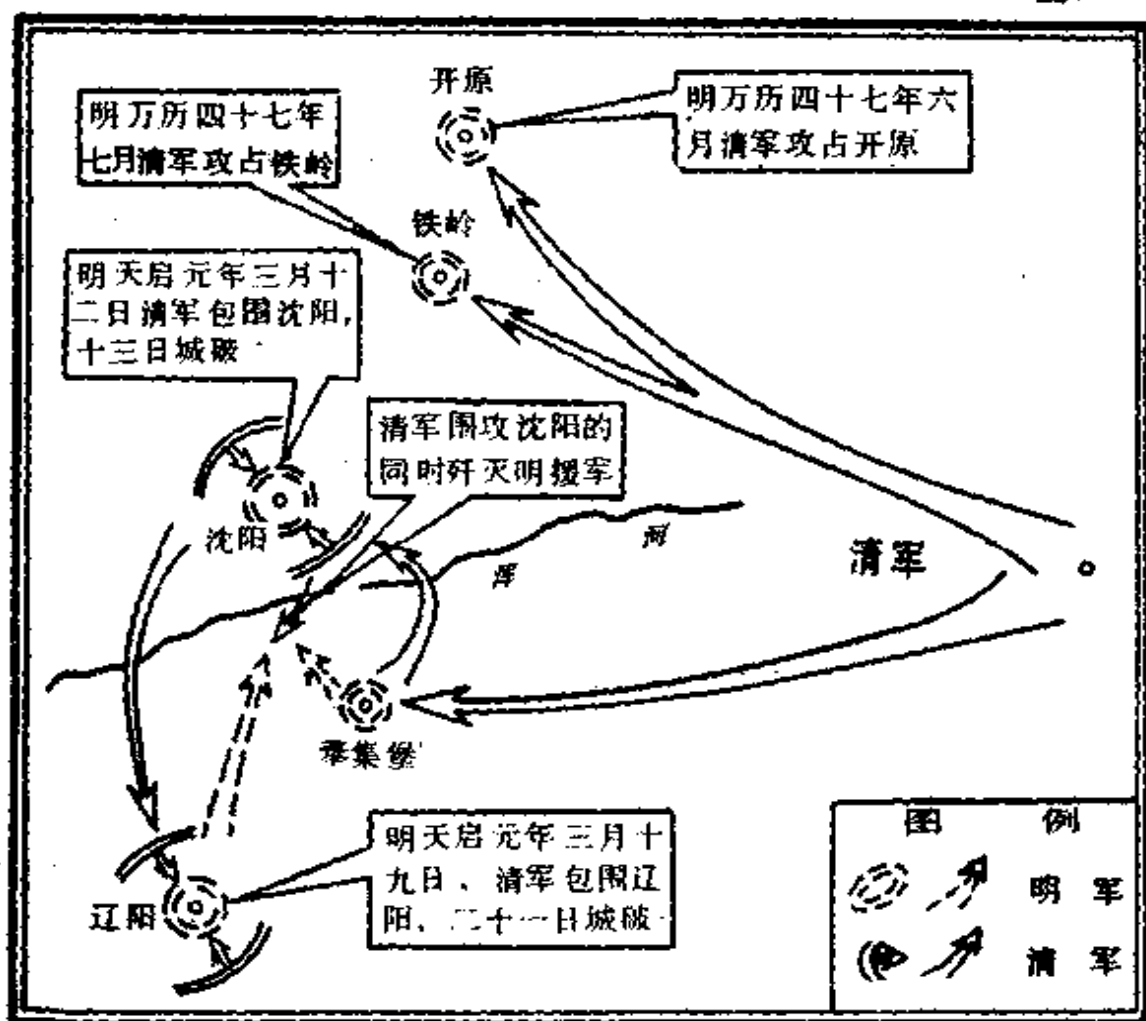 开原
明万历四十七年六
月清军攻占开原
明万历四十七年
七月清军攻占铁岭
铁岭
明天启元年三月十
二日清军包围沈阳，
十三日城破
清军围攻沈阳的
同时歼灭明援军
沈阳
浑河
清军
奉集堡
明天启元年三月十
九日、清军包围辽
阳、二十一日城破
辽阳
图例
明军
清军